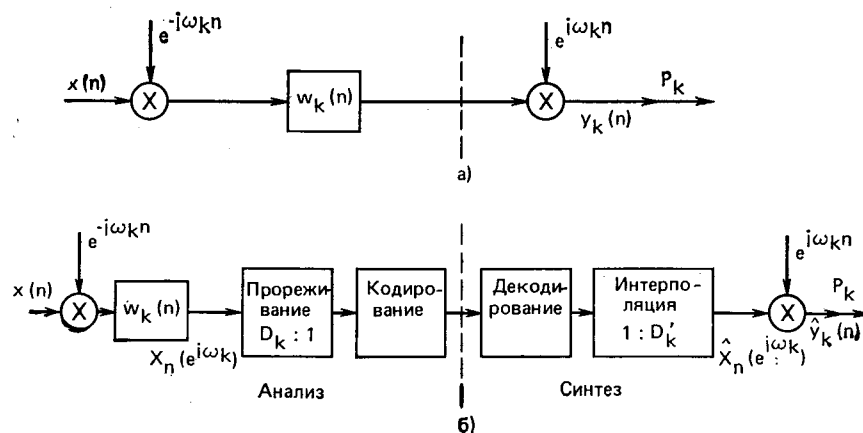 e^{-jω_k n}
e^{jω_k n}
x(n)
X
w_k(n)
X
P_k
y_k(n)
а)
e^{-jω_k n}
e^{jω_k n}
x(n)
X
w_k(n)
Прорежи-
вание
D_k : 1
Кодиро-
вание
Декоди-
рование
Интерпо-
ляция
1 : D_k′
X
P_k
X_n(e^{jω_k})
X̂_n(e^{jω_k})
ŷ_k(n)
Анализ
Синтез
б)